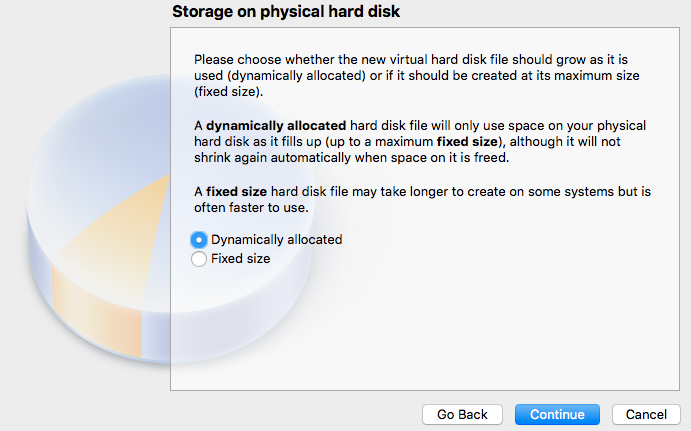 Storage on physical hard disk
Please choose whether the new virtual hard disk file should grow as it is
used (dynamically allocated) or if it should be created at its maximum size
(fixed size).
A dynamically allocated hard disk file will only use space on your physical
hard disk as it fills up (up to a maximum fixed size), although it will not
shrink again automatically when space on it is freed.
A fixed size hard disk file may take longer to create on some systems but is
often faster to use.
Dynamically allocated
Fixed size
Go Back Continue Cancel